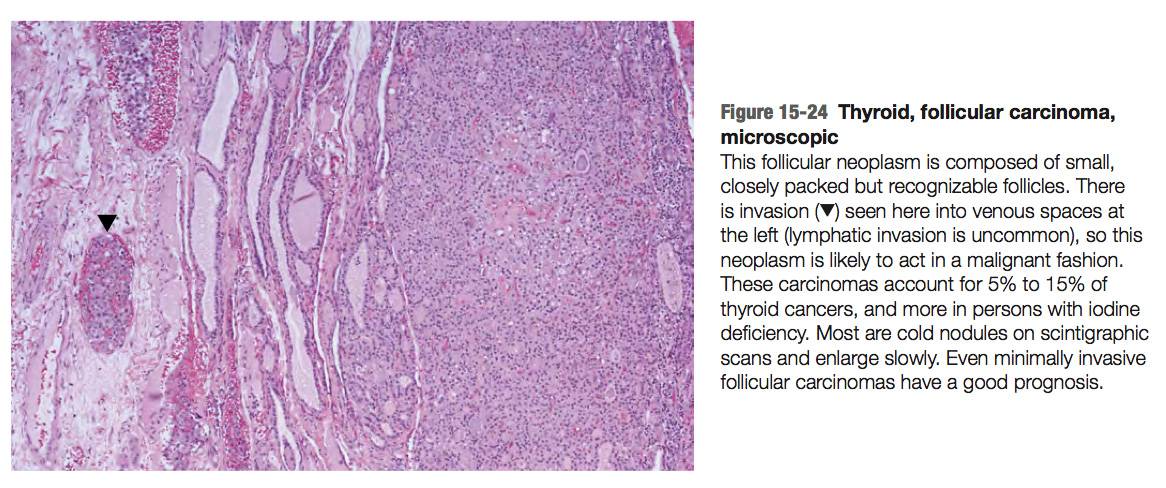 Figure 15-24 Thyroid, follicular carcinoma,
microscopic
This follicular neoplasm is composed of small,
closely packed but recognizable follicles. There
is invasion (▼) seen here into venous spaces at
the left (lymphatic invasion is uncommon), so this
neoplasm is likely to act in a malignant fashion.
These carcinomas account for 5% to 15% of
thyroid cancers, and more in persons with iodine
deficiency. Most are cold nodules on scintigraphic
scans and enlarge slowly. Even minimally invasive
follicular carcinomas have a good prognosis.